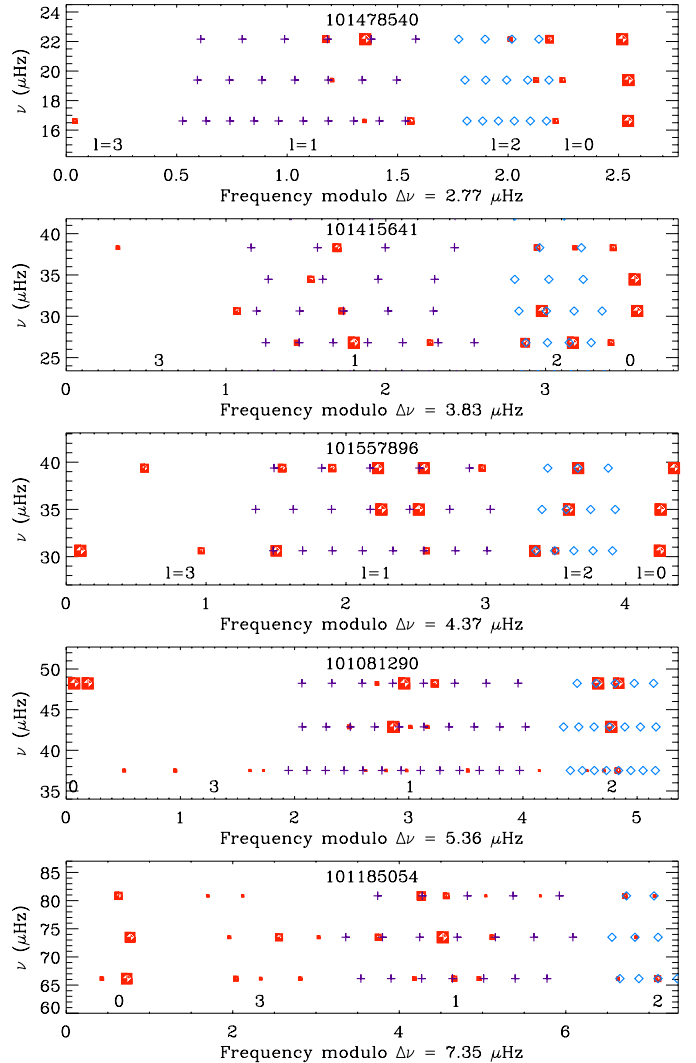 101478540
24
22
20
18
16
ν (μHz)
l=3 l=1 l=2 l=0
0.0 0.5 1.0 1.5 2.0 2.5
Frequency modulo Δν = 2.77 μHz
101415641
40
35
30
25
ν (μHz)
3 1 2 0
0 1 2 3
Frequency modulo Δν = 3.83 μHz
101557896
40
35
30
ν (μHz)
l=3 l=1 l=2 l=0
0 1 2 3 4
Frequency modulo Δν = 4.37 μHz
101081290
50
45
40
35
ν (μHz)
0 3 1 2
0 1 2 3 4 5
Frequency modulo Δν = 5.36 μHz
101185054
85
80
75
70
65
60
ν (μHz)
0 3 1 2
0 2 4 6
Frequency modulo Δν = 7.35 μHz